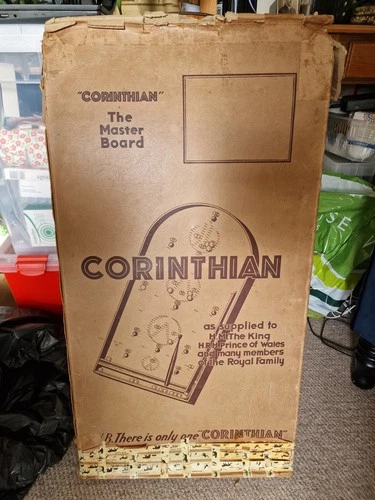 "CORINTHIAN"
The
Master
Board
CORINTHIAN
as supplied to
H.M. The King
H.R.H. Prince of Wales
and many members
of the Royal Family
.B. There is only one "CORINTHIAN"